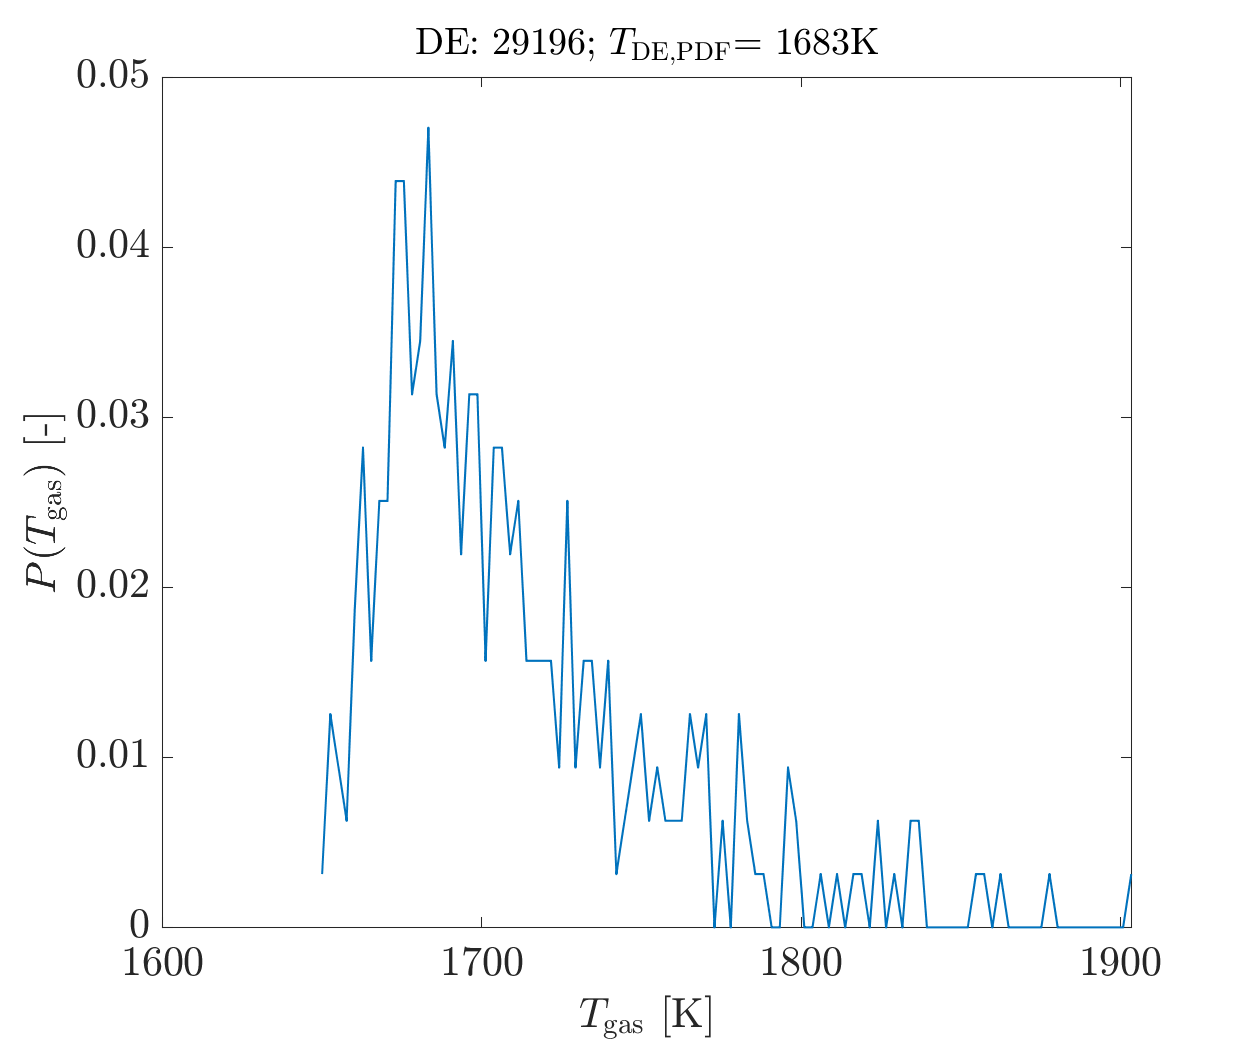 DE: 29196; T_DE,PDF= 1683K
0.05
0.04
0.03
0.02
0.01
0
P(T_gas) [-]
1600 1700 1800 1900
T_gas [K]